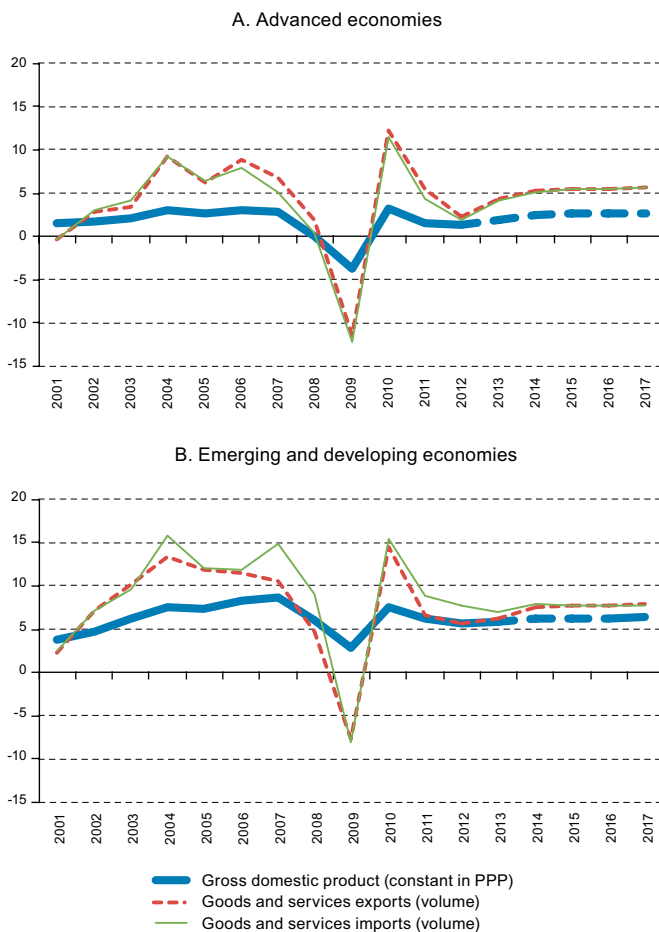 A. Advanced economies
20
15
10
5
0
-5
-10
-15
2001 2002 2003 2004 2005 2006 2007 2008 2009 2010 2011 2012 2013 2014 2015 2016 2017
B. Emerging and developing economies
20
15
10
5
0
-5
-10
-15
2001 2002 2003 2004 2005 2006 2007 2008 2009 2010 2011 2012 2013 2014 2015 2016 2017
Gross domestic product (constant in PPP)
Goods and services exports (volume)
Goods and services imports (volume)